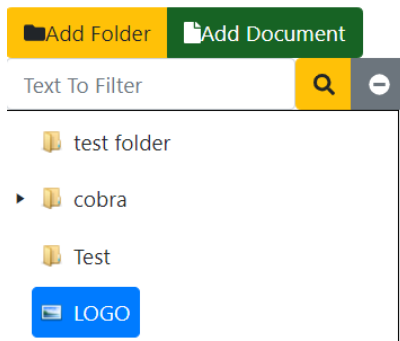 Add Folder Add Document
Text To Filter
test folder
cobra
Test
LOGO